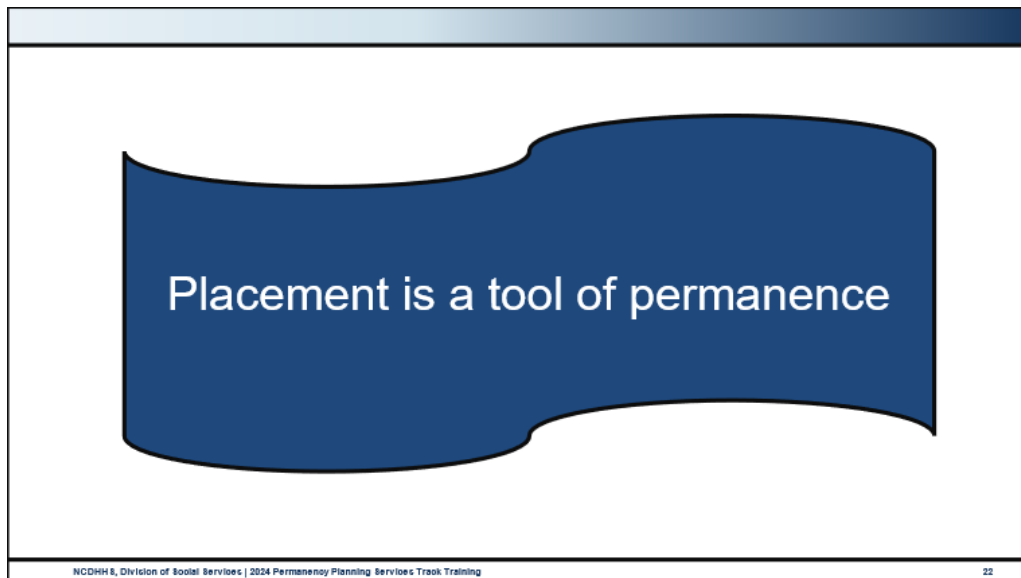 Placement is a tool of permanence
NCDHHS, Division of Social Services | 2024 Permanency Planning Services Track Training
22